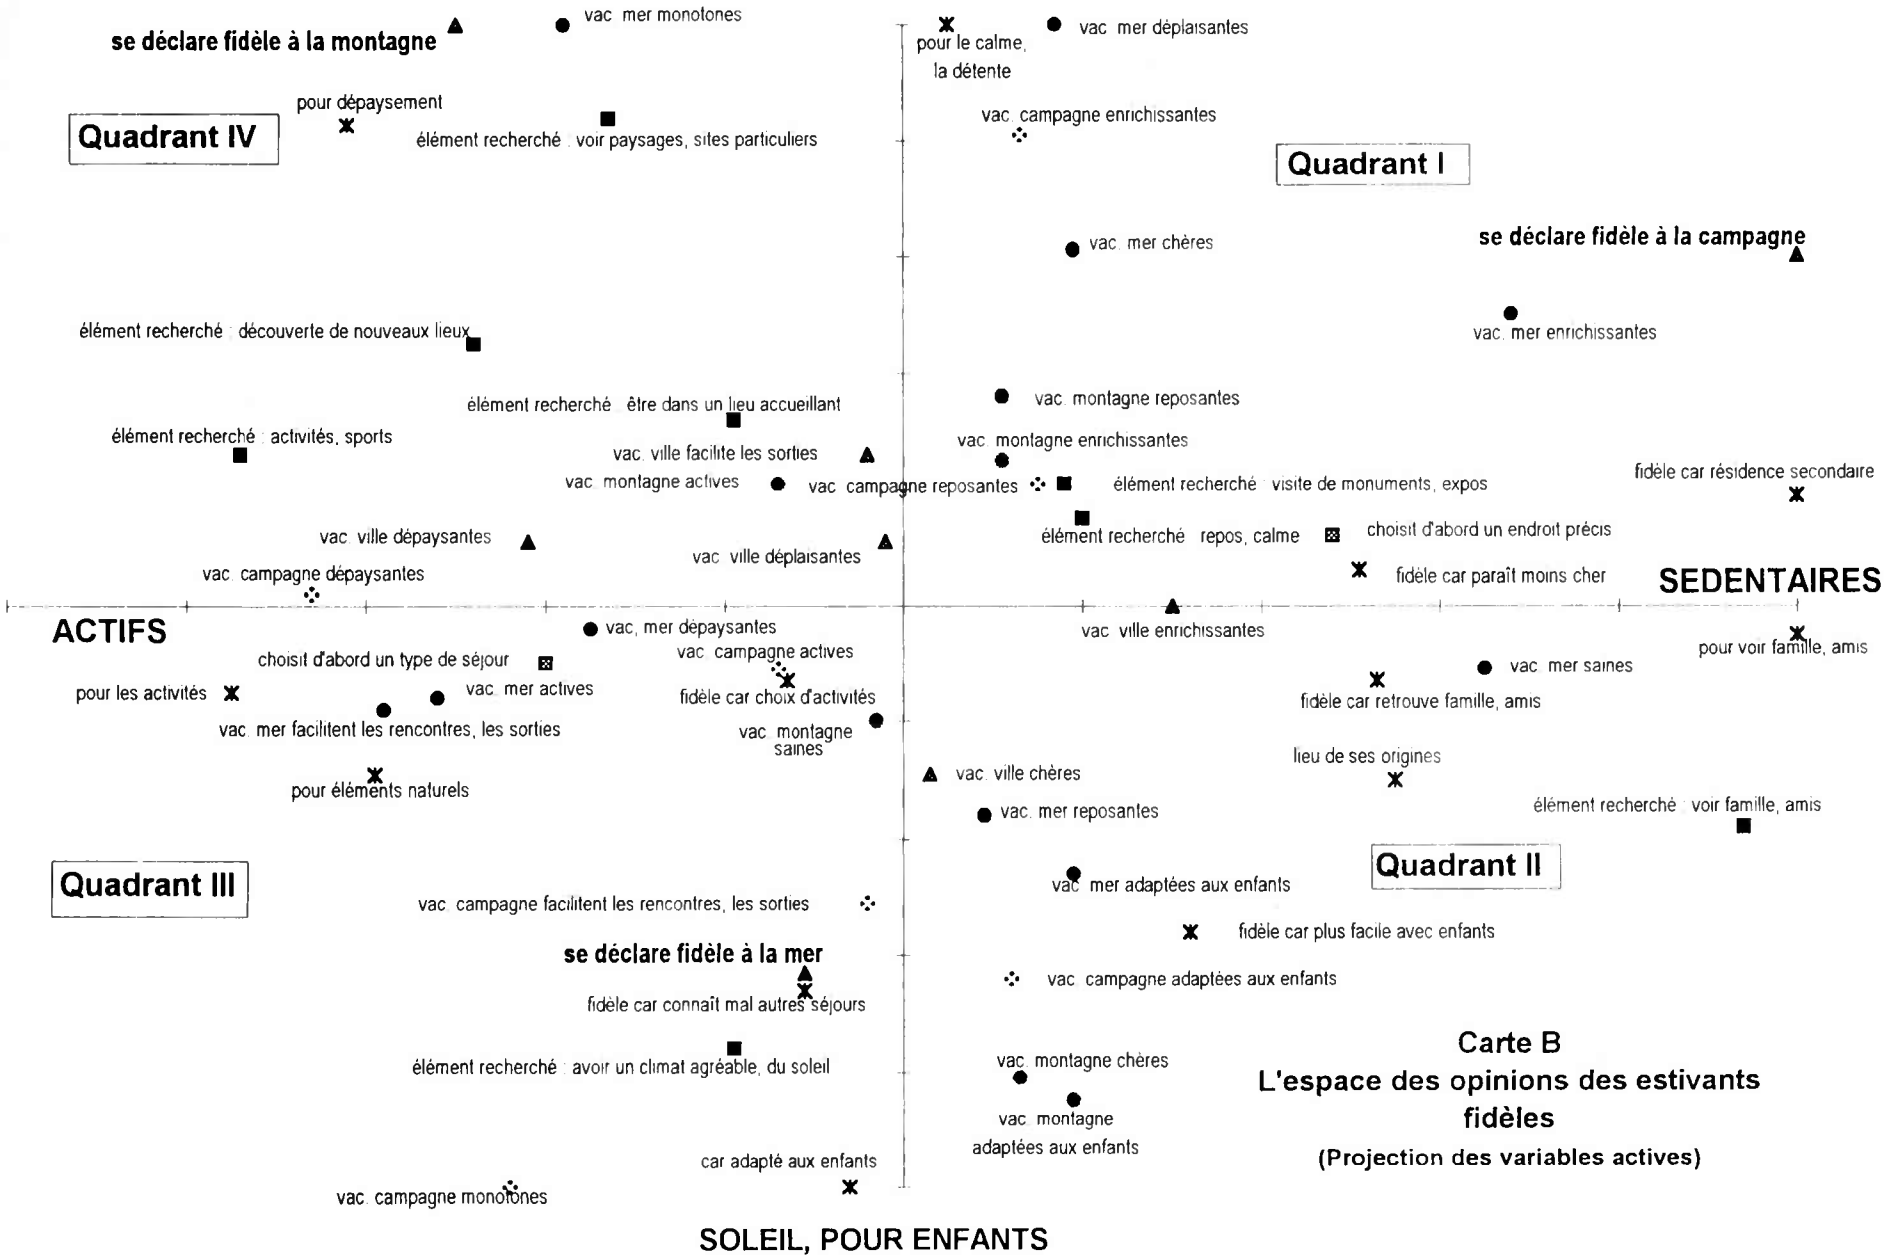 vac. mer monotones
se déclare fidèle à la montagne
pour le calme,
la détente
vac. mer déplaisantes
pour dépaysement
Quadrant IV
élément recherché : voir paysages, sites particuliers
vac. campagne enrichissantes
Quadrant I
vac. mer chères
se déclare fidèle à la campagne
élément recherché : découverte de nouveaux lieux
vac. mer enrichissantes
élément recherché : être dans un lieu accueillant
vac. montagne reposantes
élément recherché : activités, sports
vac. ville facilite les sorties
vac. montagne enrichissantes
vac. montagne actives
vac. campagne reposantes
élément recherché : visite de monuments, expos
fidèle car résidence secondaire
vac. ville dépaysantes
vac. ville déplaisantes
élément recherché : repos, calme
choisit d'abord un endroit précis
vac. campagne dépaysantes
fidèle car paraît moins cher
SEDENTAIRES
ACTIFS
vac, mer dépaysantes
vac. ville enrichissantes
pour voir famille, amis
choisit d'abord un type de séjour
vac. campagne actives
vac. mer saines
pour les activités
vac. mer actives
fidèle car choix d'activités
fidèle car retrouve famille, amis
vac. mer facilitent les rencontres, les sorties
vac. montagne
saines
lieu de ses origines
pour éléments naturels
vac. ville chères
vac. mer reposantes
élément recherché : voir famille, amis
Quadrant III
Quadrant II
vac. mer adaptées aux enfants
vac. campagne facilitent les rencontres, les sorties
fidèle car plus facile avec enfants
se déclare fidèle à la mer
vac. campagne adaptées aux enfants
fidèle car connaît mal autres séjours
élément recherché : avoir un climat agréable, du soleil
vac. montagne chères
vac. montagne
adaptées aux enfants
Carte B
L'espace des opinions des estivants
fidèles
(Projection des variables actives)
car adapté aux enfants
vac. campagne monotones
SOLEIL, POUR ENFANTS